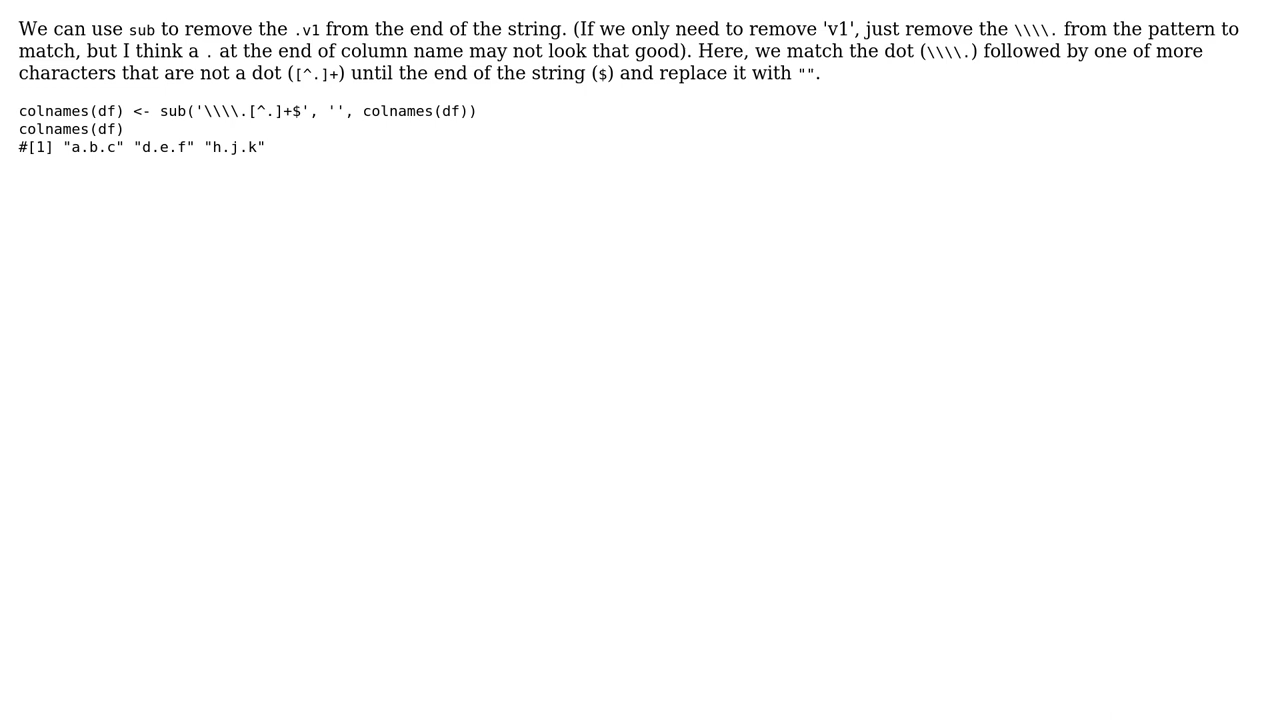 We can use sub to remove the .v1 from the end of the string. (If we only need to remove 'v1', just remove the \\\\. from the pattern to
match, but I think a . at the end of column name may not look that good). Here, we match the dot (\\\\.) followed by one of more
characters that are not a dot ([^.]+) until the end of the string ($) and replace it with "".
colnames(df) <- sub('\\\\.[^.]+$', '', colnames(df))
colnames(df)
#[1] "a.b.c" "d.e.f" "h.j.k"